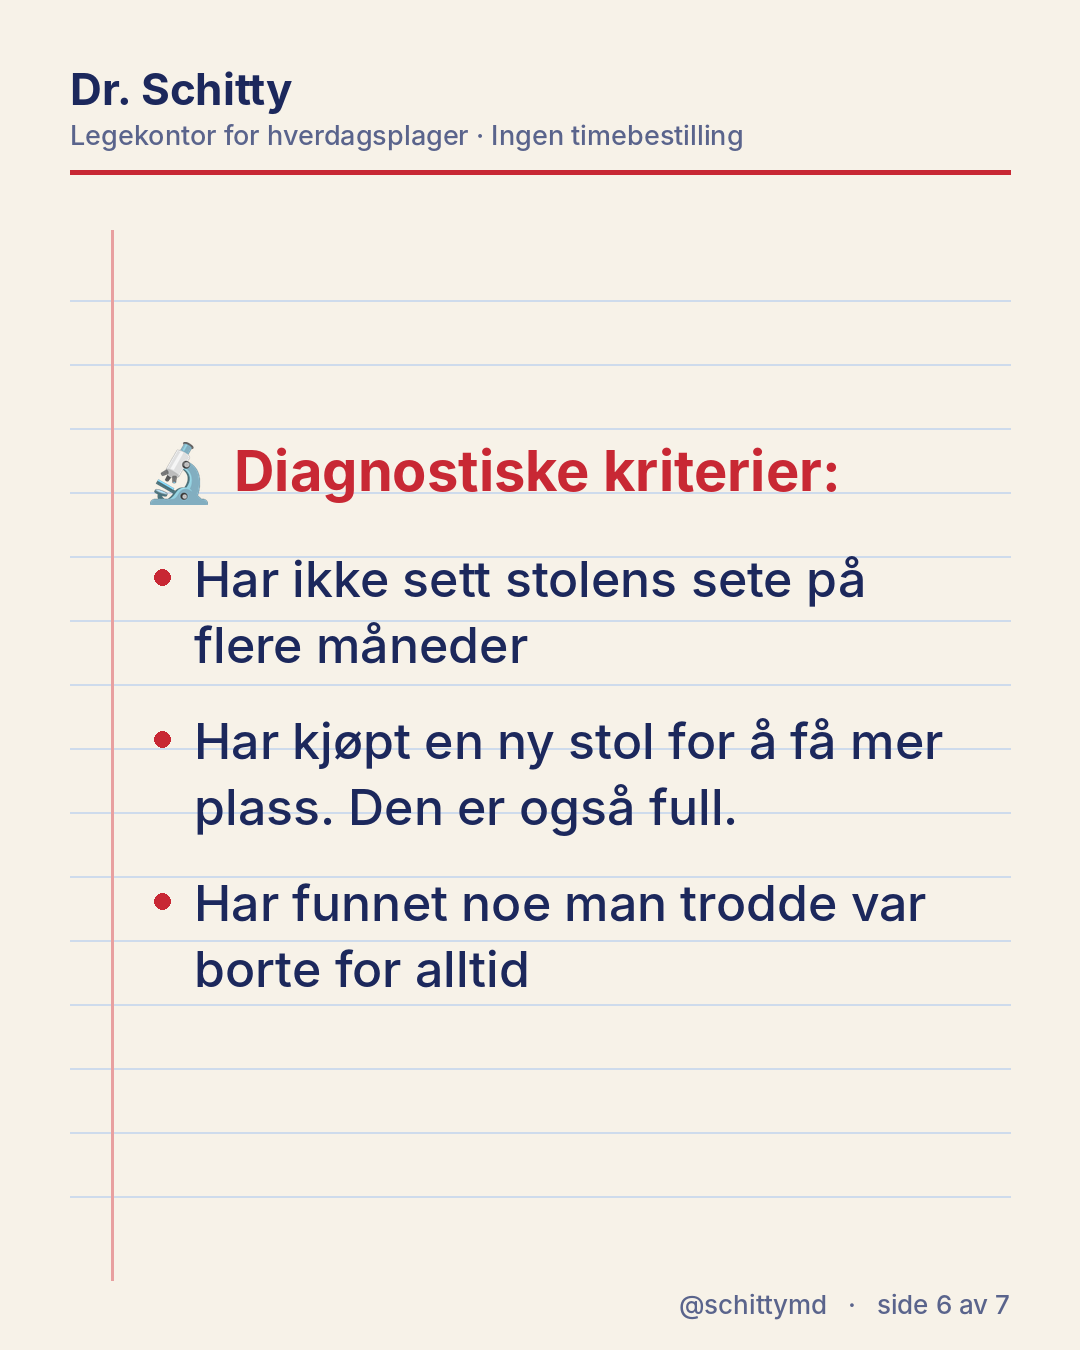 Dr. Schitty
Legekontor for hverdagsplager · Ingen timebestilling
🔬 Diagnostiske kriterier:
• Har ikke sett stolens sete på
flere måneder
• Har kjøpt en ny stol for å få mer
plass. Den er også full.
• Har funnet noe man trodde var
borte for alltid
@schittymd · side 6 av 7